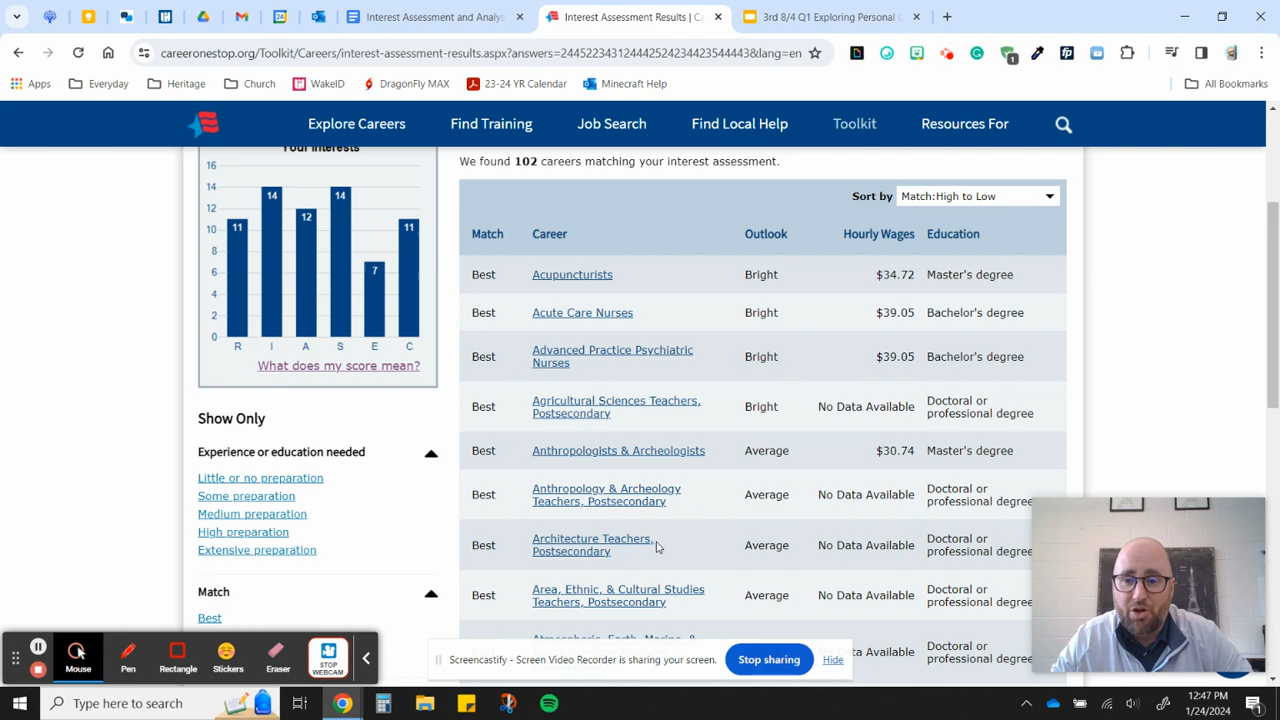 Interest Assessment and Analys
Interest Assessment Results | Ca
3rd 8/4 Q1 Exploring Personal C
careeronestop.org/Toolkit/Careers/interest-assessment-results.aspx?answers=244522343124442524234423544443&lang=en
Apps
Everyday
Heritage
Church
WakeID
DragonFly MAX
23-24 YR Calendar
Minecraft Help
All Bookmarks
Explore Careers
Find Training
Job Search
Find Local Help
Toolkit
Resources For
Your Interests
16
14
12
10
8
6
4
2
0
11
14
12
14
7
11
R I A S E C
What does my score mean?
Show Only
Experience or education needed
Little or no preparation
Some preparation
Medium preparation
High preparation
Extensive preparation
Match
Best
We found 102 careers matching your interest assessment.
Sort by Match:High to Low
Match Career Outlook Hourly Wages Education
Best Acupuncturists Bright $34.72 Master's degree
Best Acute Care Nurses Bright $39.05 Bachelor's degree
Best Advanced Practice Psychiatric Bright $39.05 Bachelor's degree
Nurses
Best Agricultural Sciences Teachers, Bright No Data Available Doctoral or
Postsecondary professional degree
Best Anthropologists & Archeologists Average $30.74 Master's degree
Best Anthropology & Archeology Average No Data Available Doctoral or
Teachers, Postsecondary professional degree
Best Architecture Teachers, Average No Data Available Doctoral or
Postsecondary professional degree
Best Area, Ethnic, & Cultural Studies Average No Data Available Doctoral or
Teachers, Postsecondary professional degree
Atmospheric, Earth, Marine, &
Doctoral or
Mouse
Pen
Rectangle
Stickers
Eraser
STOP
WEBCAM
Screencastify - Screen Video Recorder is sharing your screen.
Stop sharing
Hide
Type here to search
12:47 PM
1/24/2024